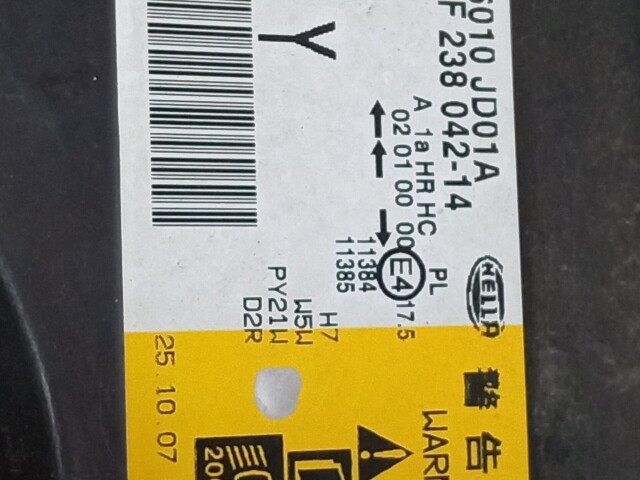 6010 JD01A
F 238 042-14
HELLA
A 1a HR HC PL
02 01 00 00 E4 17.5
11384
11385
Y
H7
W5W
PY21W
D2R
25.10.07
警告